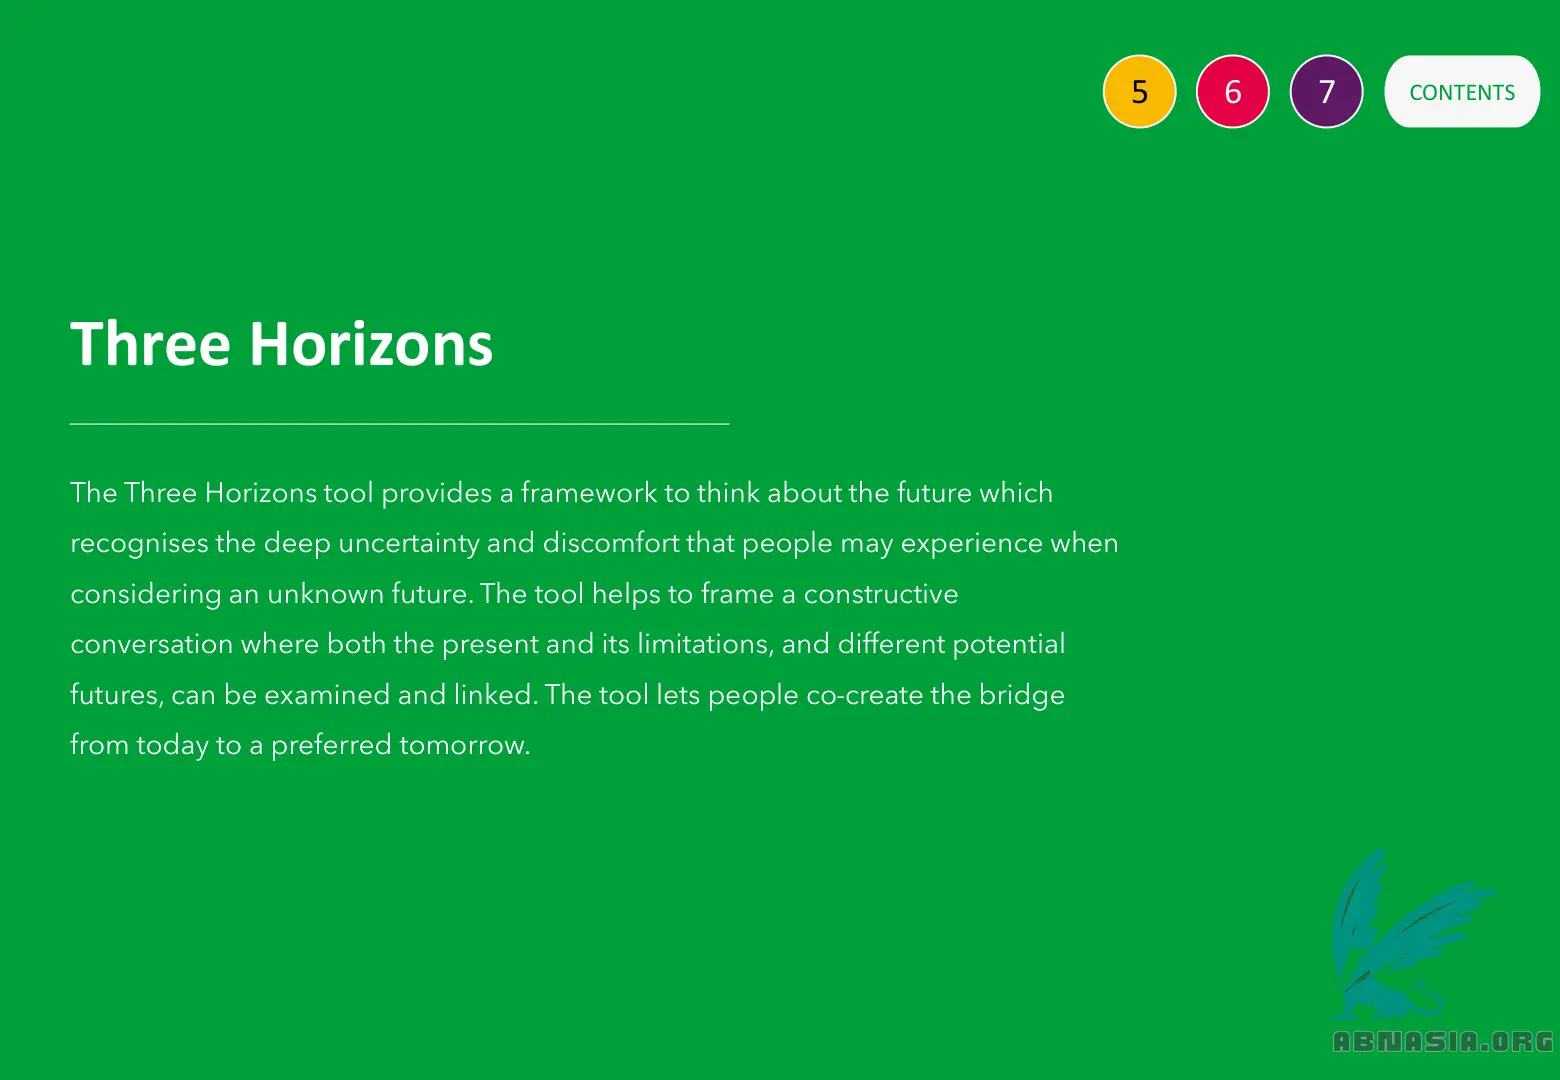 5 6 7 CONTENTS
Three Horizons
The Three Horizons tool provides a framework to think about the future which
recognises the deep uncertainty and discomfort that people may experience when
considering an unknown future. The tool helps to frame a constructive
conversation where both the present and its limitations, and different potential
futures, can be examined and linked. The tool lets people co-create the bridge
from today to a preferred tomorrow.
ABNASIA.ORG